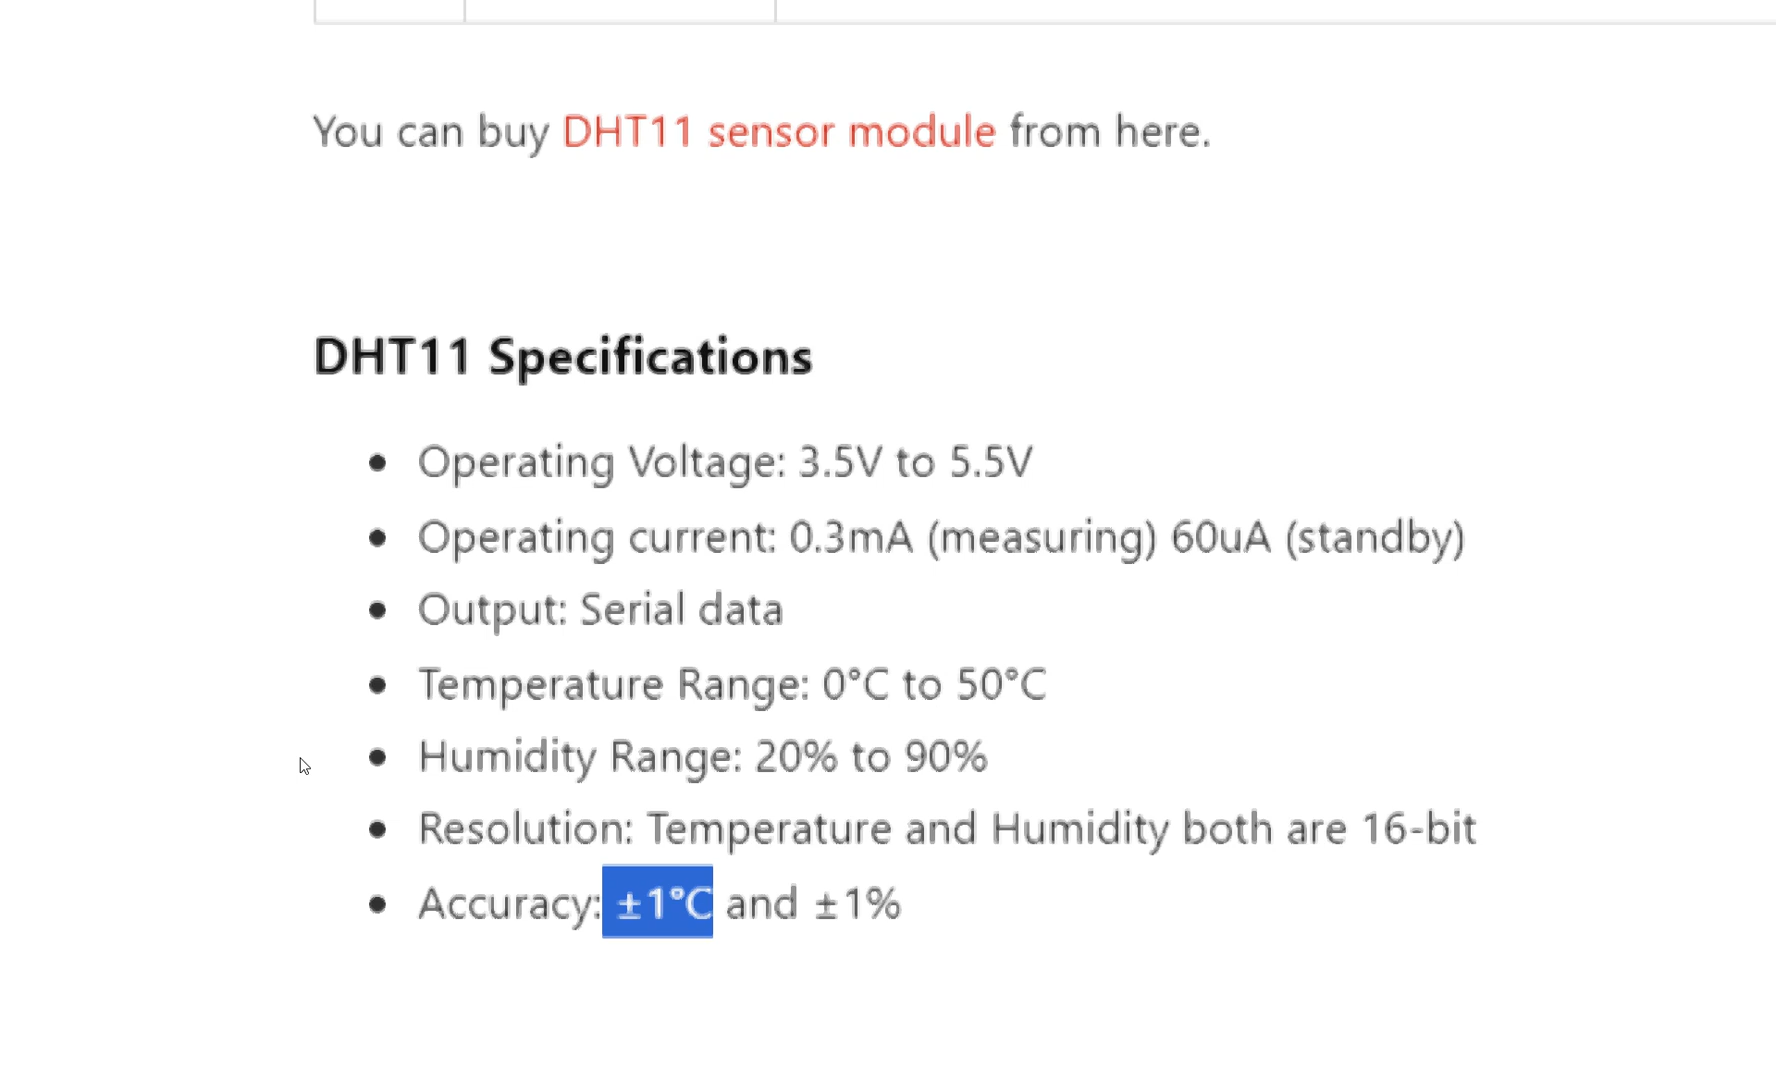 You can buy DHT11 sensor module from here.
DHT11 Specifications
Operating Voltage: 3.5V to 5.5V
Operating current: 0.3mA (measuring) 60uA (standby)
Output: Serial data
Temperature Range: 0°C to 50°C
Humidity Range: 20% to 90%
Resolution: Temperature and Humidity both are 16-bit
Accuracy: ±1°C and ±1%